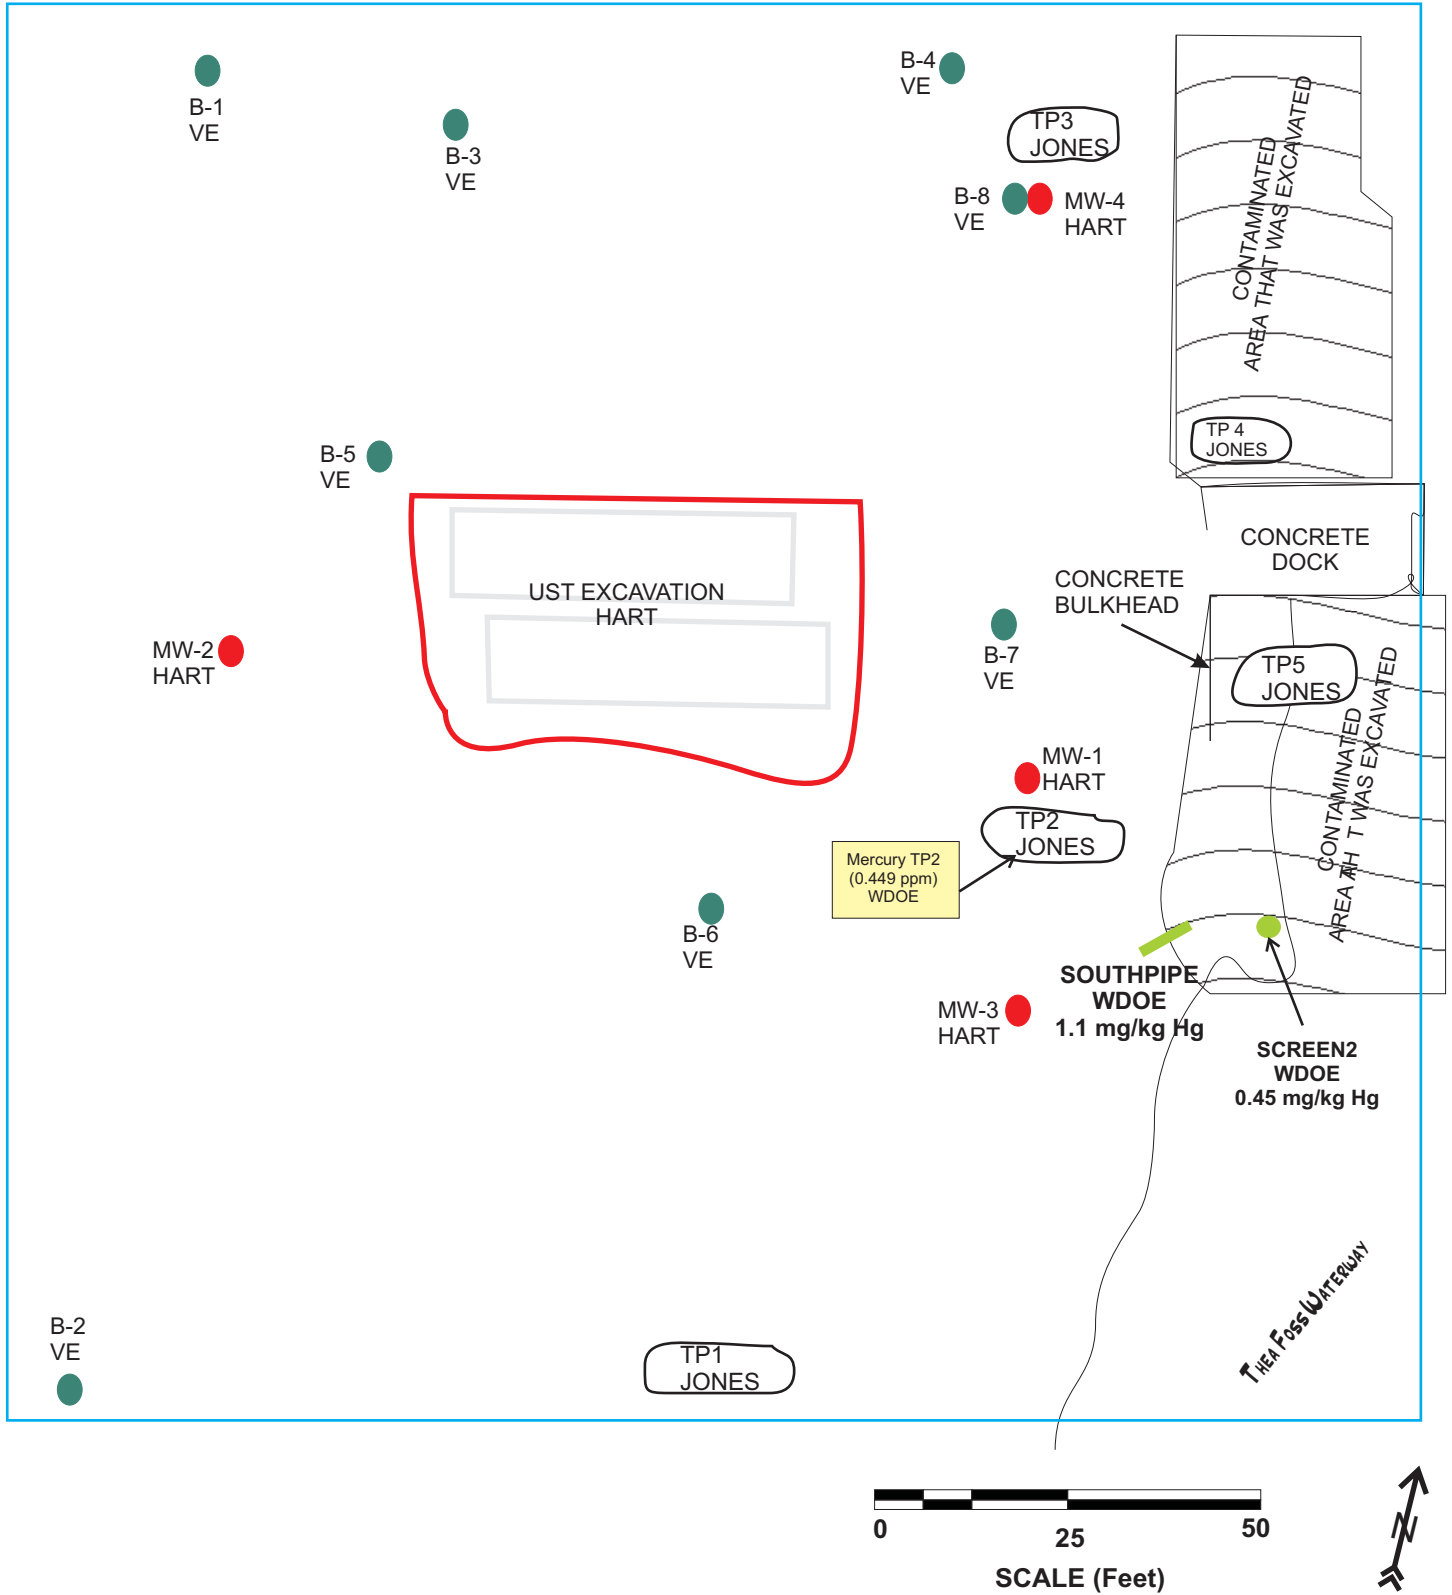 B-1
VE
B-3
VE
B-4
VE
TP3
JONES
B-8
VE
MW-4
HART
CONTAMINATED
AREA THAT WAS EXCAVATED
TP 4
JONES
B-5
VE
UST EXCAVATION
HART
CONCRETE
DOCK
CONCRETE
BULKHEAD
MW-2
HART
B-7
VE
TP5
JONES
CONTAMINATED
AREA TH T WAS EXCAVATED
MW-1
HART
TP2
JONES
Mercury TP2
(0.449 ppm)
WDOE
B-6
VE
SOUTHPIPE
WDOE
1.1 mg/kg Hg
MW-3
HART
SCREEN2
WDOE
0.45 mg/kg Hg
THEA FOSS WATERWAY
B-2
VE
TP1
JONES
0 25 50
SCALE (Feet)
N